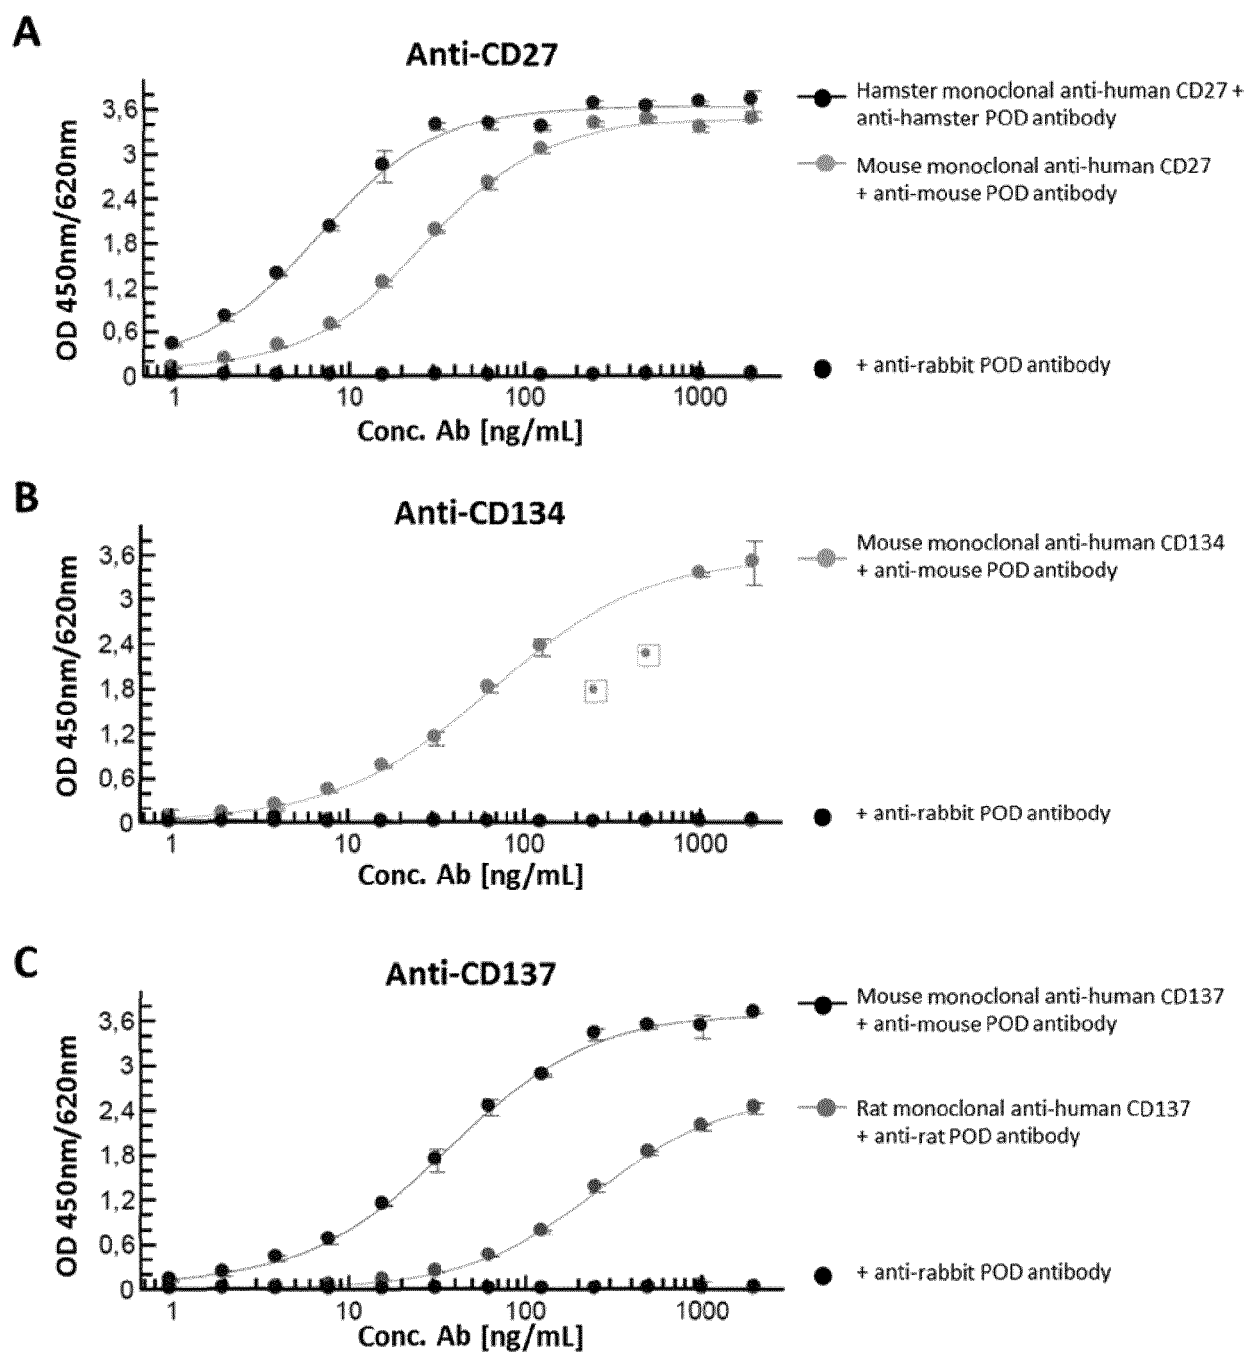 A
Anti-CD27
OD 450nm/620nm
3,6
3
2,4
1,8
1,2
0,6
0
1 10 100 1000
Conc. Ab [ng/mL]
Hamster monoclonal anti-human CD27 +
anti-hamster POD antibody
Mouse monoclonal anti-human CD27
+ anti-mouse POD antibody
+ anti-rabbit POD antibody
B
Anti-CD134
OD 450nm/620nm
3,6
3
2,4
1,8
1,2
0,6
0
1 10 100 1000
Conc. Ab [ng/mL]
Mouse monoclonal anti-human CD134
+ anti-mouse POD antibody
+ anti-rabbit POD antibody
C
Anti-CD137
OD 450nm/620nm
3,6
3
2,4
1,8
1,2
0,6
0
1 10 100 1000
Conc. Ab [ng/mL]
Mouse monoclonal anti-human CD137
+ anti-mouse POD antibody
Rat monoclonal anti-human CD137
+ anti-rat POD antibody
+ anti-rabbit POD antibody